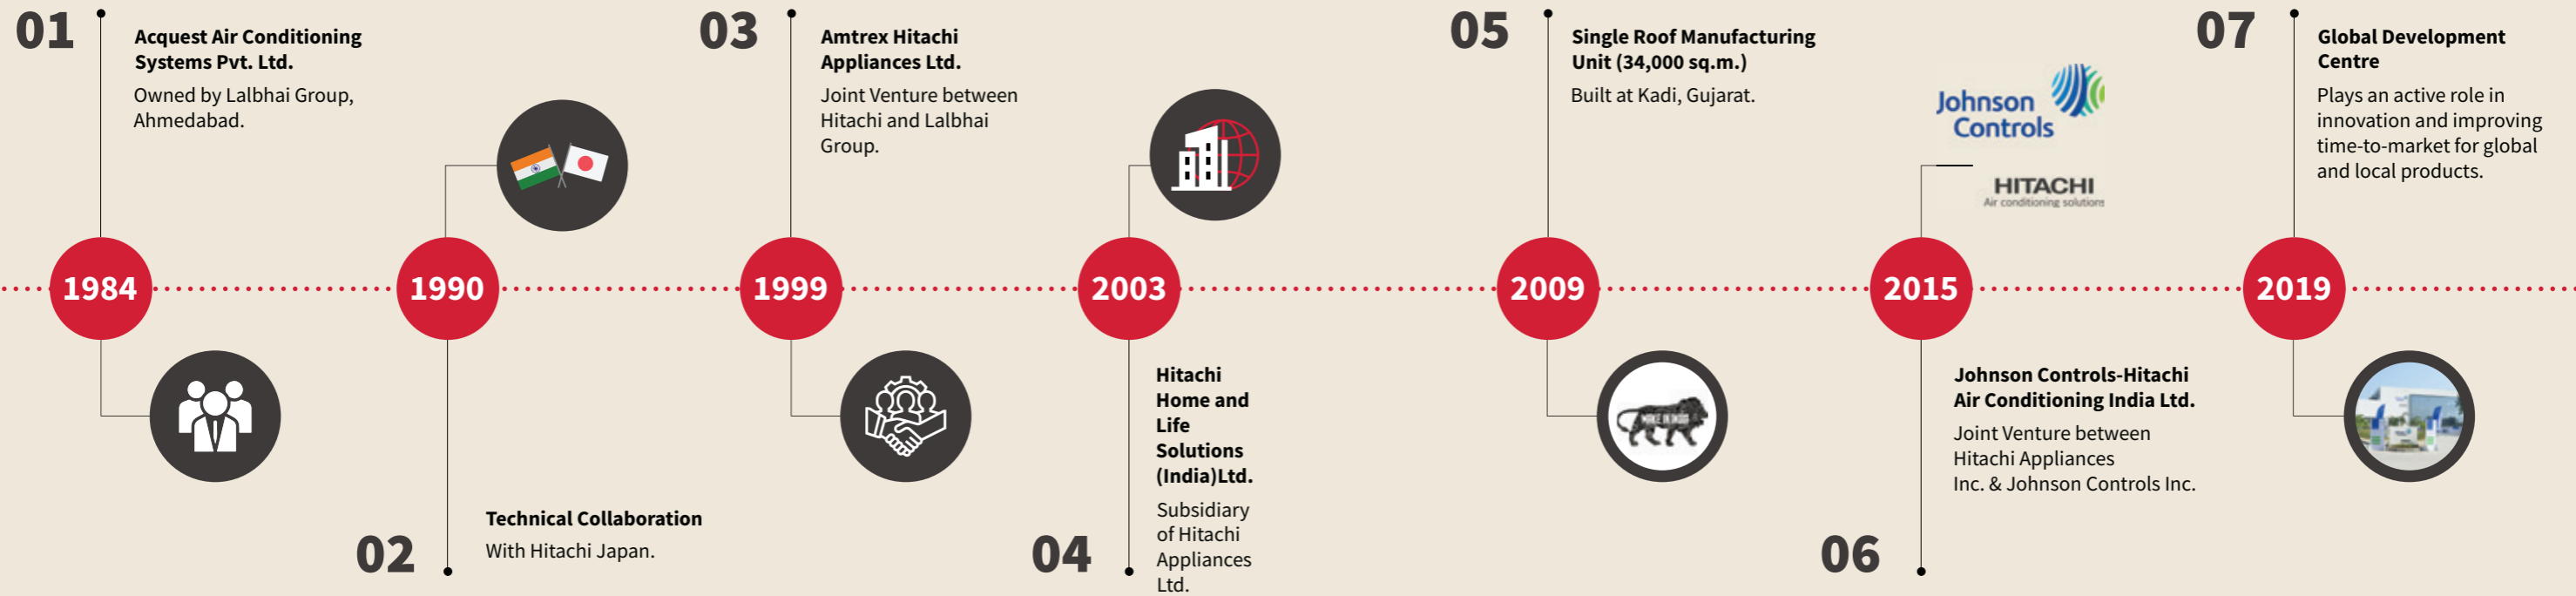 01
Acquest Air Conditioning
Systems Pvt. Ltd.
Owned by Lalbhai Group,
Ahmedabad.
1984
1990
02
Technical Collaboration
With Hitachi Japan.
03
Amtrex Hitachi
Appliances Ltd.
Joint Venture between
Hitachi and Lalbhai
Group.
1999
2003
04
Hitachi
Home and
Life
Solutions
(India)Ltd.
Subsidiary
of Hitachi
Appliances
Ltd.
05
Single Roof Manufacturing
Unit (34,000 sq.m.)
Built at Kadi, Gujarat.
2009
MAKE IN INDIA
Johnson
Controls
HITACHI
Air conditioning solutions
2015
06
Johnson Controls-Hitachi
Air Conditioning India Ltd.
Joint Venture between
Hitachi Appliances
Inc. & Johnson Controls Inc.
07
Global Development
Centre
Plays an active role in
innovation and improving
time-to-market for global
and local products.
2019